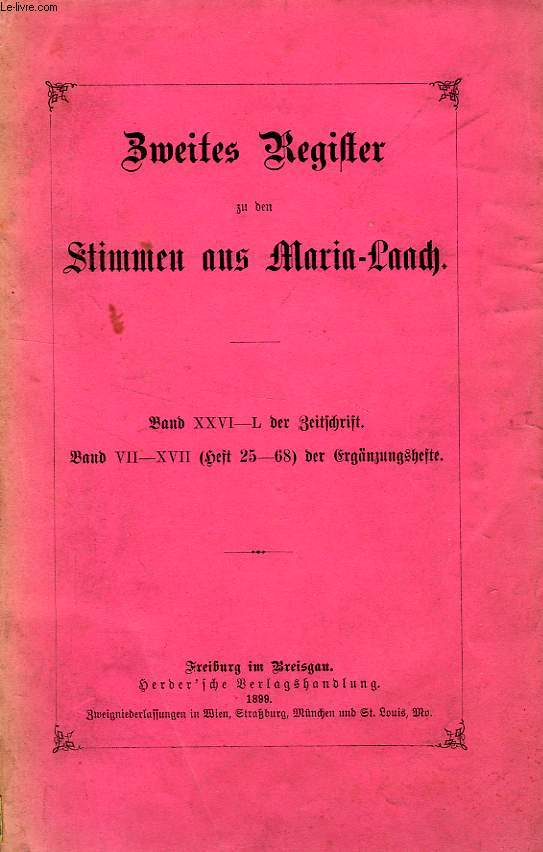 Le-livre.com
Zweites Register
zu den
Stimmen aus Maria-Laach.
Band XXVI—L der Zeitschrift.
Band VII—XVII (Heft 25—68) der Ergänzungshefte.
Freiburg im Breisgau.
Herder'sche Verlagshandlung.
1899.
Zweigniederlassungen in Wien, Straßburg, München und St. Louis, Mo.